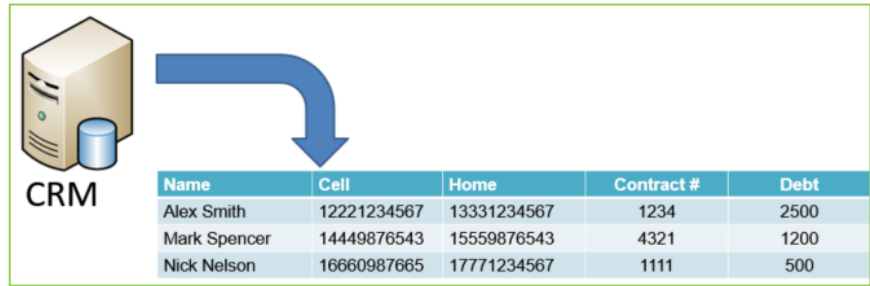 CRM
Name Cell Home Contract # Debt
Alex Smith 12221234567 13331234567 1234 2500
Mark Spencer 14449876543 15559876543 4321 1200
Nick Nelson 16660987665 17771234567 1111 500